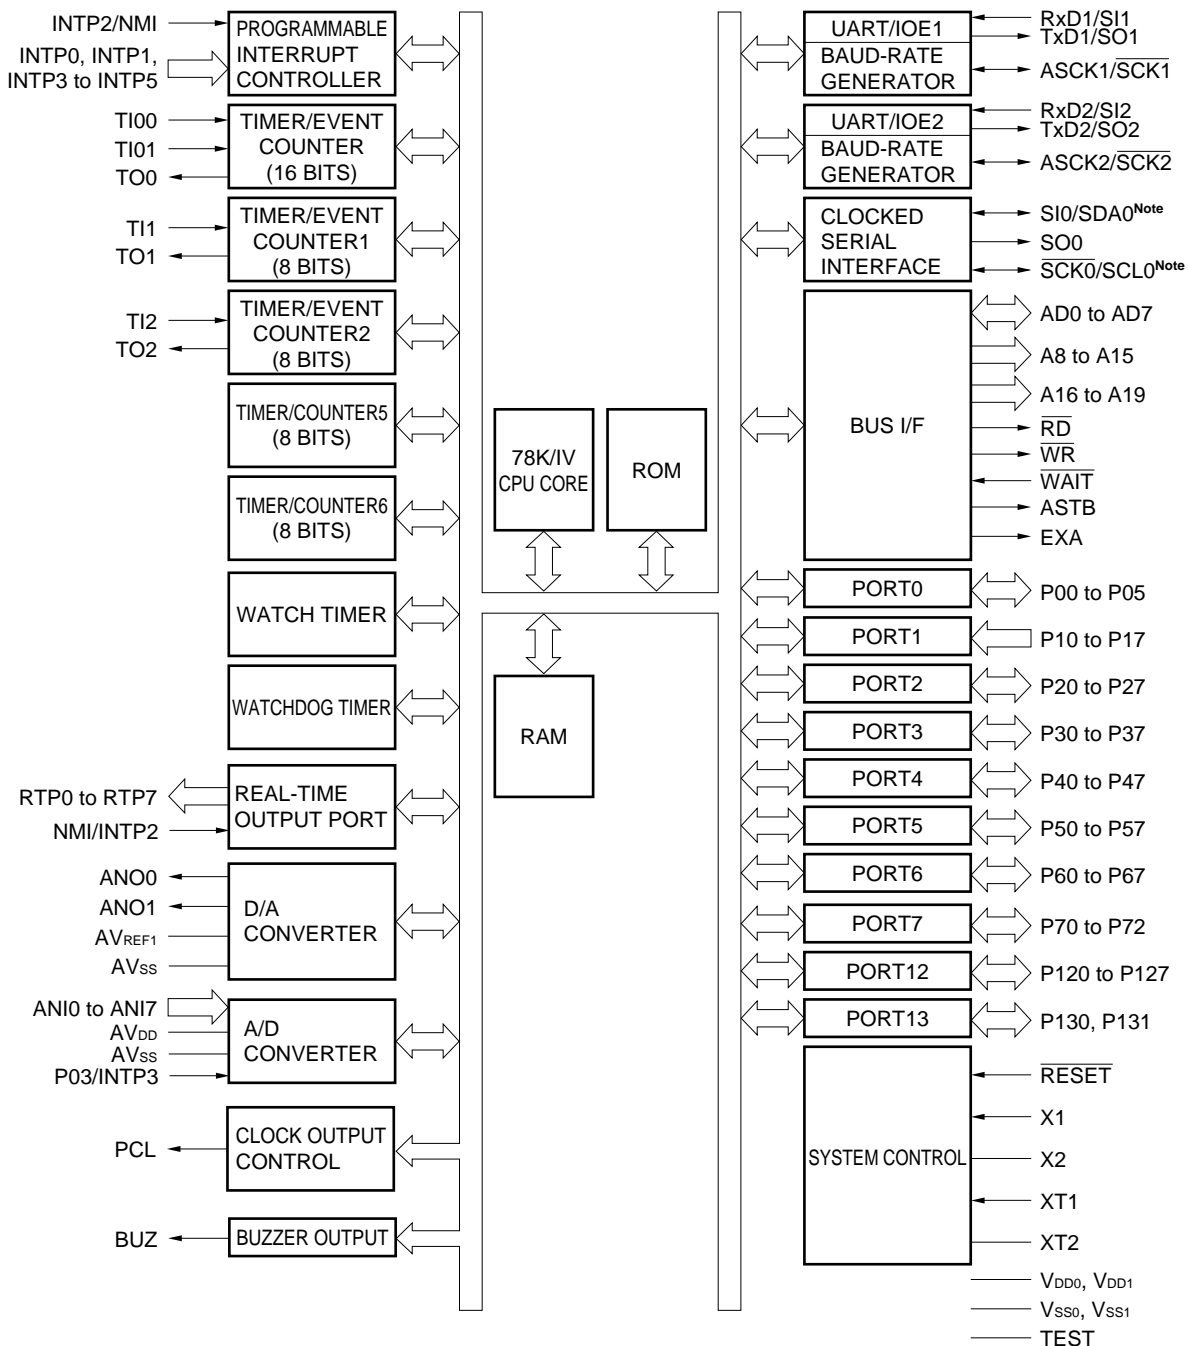 INTP2/NMI
INTP0, INTP1,
INTP3 to INTP5
PROGRAMMABLE
INTERRUPT
CONTROLLER
TI00
TI01
TO0
TIMER/EVENT
COUNTER
(16 BITS)
TI1
TO1
TIMER/EVENT
COUNTER1
(8 BITS)
TI2
TO2
TIMER/EVENT
COUNTER2
(8 BITS)
TIMER/COUNTER5
(8 BITS)
TIMER/COUNTER6
(8 BITS)
WATCH TIMER
WATCHDOG TIMER
RTP0 to RTP7
NMI/INTP2
REAL-TIME
OUTPUT PORT
ANO0
ANO1
AVREF1
AVSS
D/A
CONVERTER
ANI0 to ANI7
AVDD
AVSS
P03/INTP3
A/D
CONVERTER
PCL
CLOCK OUTPUT
CONTROL
BUZ
BUZZER OUTPUT
78K/IV
CPU CORE
ROM
RAM
UART/IOE1
BAUD-RATE
GENERATOR
RxD1/SI1
TxD1/SO1
ASCK1/SCK1
UART/IOE2
BAUD-RATE
GENERATOR
RxD2/SI2
TxD2/SO2
ASCK2/SCK2
CLOCKED
SERIAL
INTERFACE
SI0/SDA0Note
SO0
SCK0/SCL0Note
BUS I/F
AD0 to AD7
A8 to A15
A16 to A19
RD
WR
WAIT
ASTB
EXA
PORT0
P00 to P05
PORT1
P10 to P17
PORT2
P20 to P27
PORT3
P30 to P37
PORT4
P40 to P47
PORT5
P50 to P57
PORT6
P60 to P67
PORT7
P70 to P72
PORT12
P120 to P127
PORT13
P130, P131
SYSTEM CONTROL
RESET
X1
X2
XT1
XT2
VDD0, VDD1
VSS0, VSS1
TEST